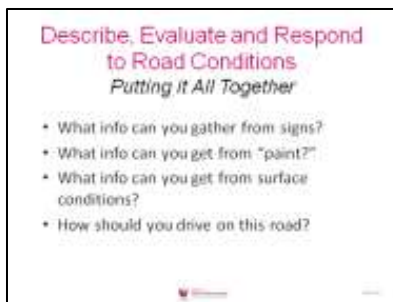 Describe, Evaluate and Respond
to Road Conditions
Putting it All Together
• What info can you gather from signs?
• What info can you get from “paint?”
• What info can you get from surface
conditions?
• How should you drive on this road?